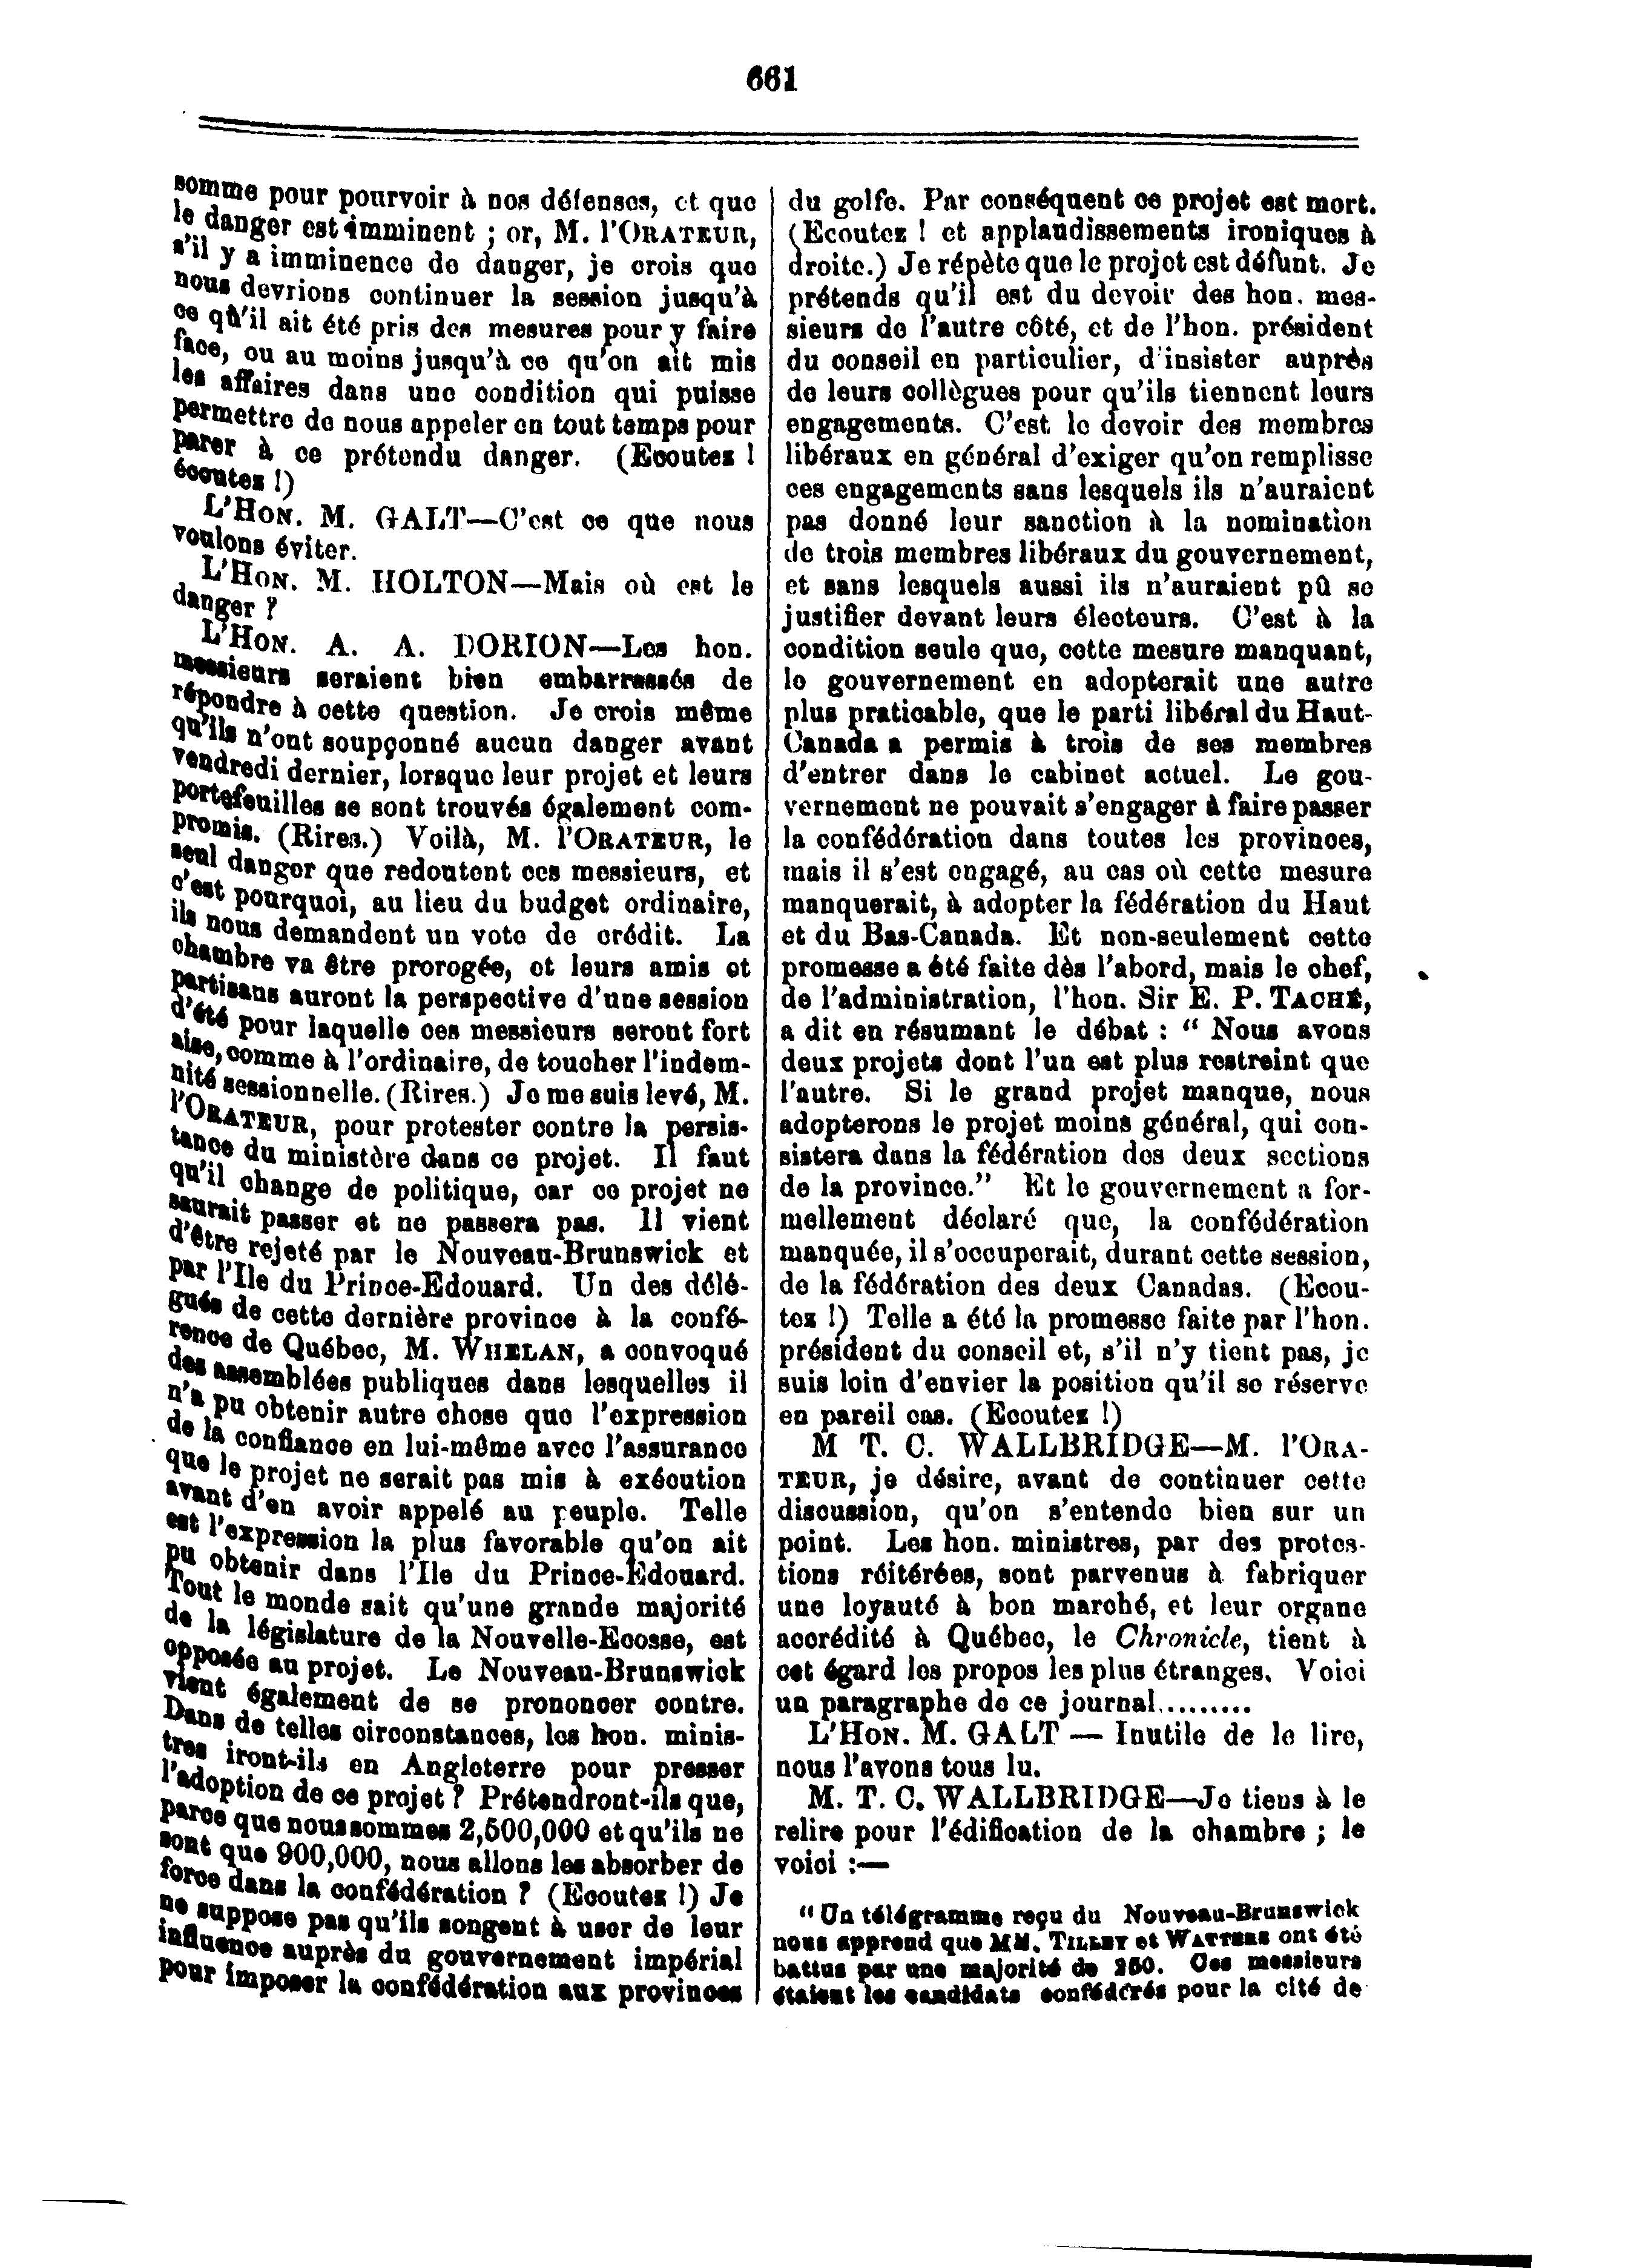 661
somme pour pourvoir à nos défenses, et que
le danger est imminent ; or, M. l'ORATEUR,
s'il y a imminence de danger, je crois que
nous devrions continuer la session jusqu'à
ce qu'il ait été pris des mesures pour y faire
face, ou au moins jusqu'à ce qu'on ait mis
les affaires dans une condition qui puisse
permettre de nous appeler en tout temps pour
parer à ce prétendu danger. (Ecoutez !
écoutez !)
L'HON. M. GALT—C'est ce que nous
voulons éviter.
L'HON. M. HOLTON—Mais où est le
danger ?
L'HON. A. A. DORION—Les hon.
messieurs seraient bien embarrassés de
répondre à cette question. Je crois même
qu'ils n'ont soupçonné aucun danger avant
vendredi dernier, lorsque leur projet et leurs
portefeuilles se sont trouvés également com-
promis. (Rires.) Voilà, M. l'ORATEUR, le
seul danger que redoutent ces messieurs, et
c'est pourquoi, au lieu du budget ordinaire,
ils nous demandent un vote de crédit. La
chambre va être prorogée, et leurs amis et
partisans auront la perspective d'une session
d'été pour laquelle ces messieurs seront fort
aise, comme à l'ordinaire, de toucher l'indem-
nité sessionnelle. (Rires.) Je me suis levé, M.
l'ORATEUR, pour protester contre la persis-
tance du ministère dans ce projet. Il faut
qu'il change de politique, car ce projet ne
saurait passer et ne passera pas. Il vient
d'être rejeté par le Nouveau-Brunswick et
par l'Ile du Prince-Edouard. Un des délé-
gués de cette dernière province à la confé-
rence de Québec, M. WHELAN, a convoqué
des assemblées publiques dans lesquelles il
n'a pu obtenir autre chose que l'expression
de la confiance en lui-même avec l'assurance
que le projet ne serait pas mis à exécution
avant d'en avoir appelé au peuple. Telle
est l'expression la plus favorable qu'on ait
pu obtenir dans l'Ile du Prince-Edouard.
Tout le monde sait qu'une grande majorité
de la législature de la Nouvelle-Ecosse, est
opposée au projet. Le Nouveau-Brunswick
vient également de se prononcer contre.
Dans de telles circonstances, les hon. minis-
tres iront-ils en Angleterre pour presser
l'adoption de ce projet ? Prétendront-ils que,
parce que nous sommes 2,500,000 et qu'ils ne
sont que 900,000, nous allons les absorber de
force dans la confédération ? (Ecoutez !) Je
ne suppose pas qu'ils songent à user de leur
influence auprès du gouvernement impérial
pour imposer la confédération aux provinces
du golfe. Par conséquent ce projet est mort.
(Ecoutez ! et applaudissements ironiques à
droite.) Je répète que le projet est défunt. Je
prétends qu'il est du devoir des hon. mes-
sieurs de l'autre côté, et de l'hon. président
du conseil en particulier, d'insister auprès
de leurs collègues pour qu'ils tiennent leurs
engagements. C'est le devoir des membres
libéraux en général d'exiger qu'on remplisse
ces engagements sans lesquels ils n'auraient
pas donné leur sanction à la nomination
de trois membres libéraux du gouvernement,
et sans lesquels aussi ils n'auraient pû se
justifier devant leurs électeurs. C'est à la
condition seule que, cette mesure manquant,
le gouvernement en adopterait une autre
plus praticable, que le parti libéral du Haut-
Canada a permis à trois de ses membres
d'entrer dans le cabinet actuel. Le gou-
vernement ne pouvait s'engager à faire passer
la confédération dans toutes les provinces,
mais il s'est engagé, au cas où cette mesure
manquerait, à adopter la fédération du Haut
et du Bas-Canada. Et non-seulement cette
promesse a été faite dès l'abord, mais le chef,
de l'administration, l'hon. Sir E. P. TACHÉ,
a dit en résumant le débat : " Nous avons
deux projets dont l'un est plus restreint que
l'autre. Si le grand projet manque, nous
adopterons le projet moins général, qui con-
sistera dans la fédération des deux sections
de la province." Et le gouvernement a for-
mellement déclaré que, la confédération
manquée, il s'occuperait, durant cette session,
de la fédération des deux Canadas. (Ecou-
tez !) Telle a été la promesse faite par l'hon.
président du conseil et, s'il n'y tient pas, je
suis loin d'envier la position qu'il se réserve
en pareil cas. (Ecoutez !)
M T. C. WALLBRIDGE—M. l'ORA-
TEUR, je désire, avant de continuer cette
discussion, qu'on s'entende bien sur un
point. Les hon. ministres, par des protes-
tions réitérées, sont parvenus à fabriquer
une loyauté à bon marché, et leur organe
accrédité à Québec, le Chronicle, tient à
cet égard les propos les plus étranges. Voici
un paragraphe de ce journal.........
L'HON. M. GALT — Inutile de le lire,
nous l'avons tous lu.
M. T. C. WALLBRIDGE—Je tiens à le
relire pour l'édification de la chambre ; le
voici :—
"Un télégramme reçu du Nouveau-Brunswick
nous apprend que MM. TILLEY et WATTERS ont été
battus par une majorité de 250. Ces messieurs
étaient les candidats confédérés pour la cité de